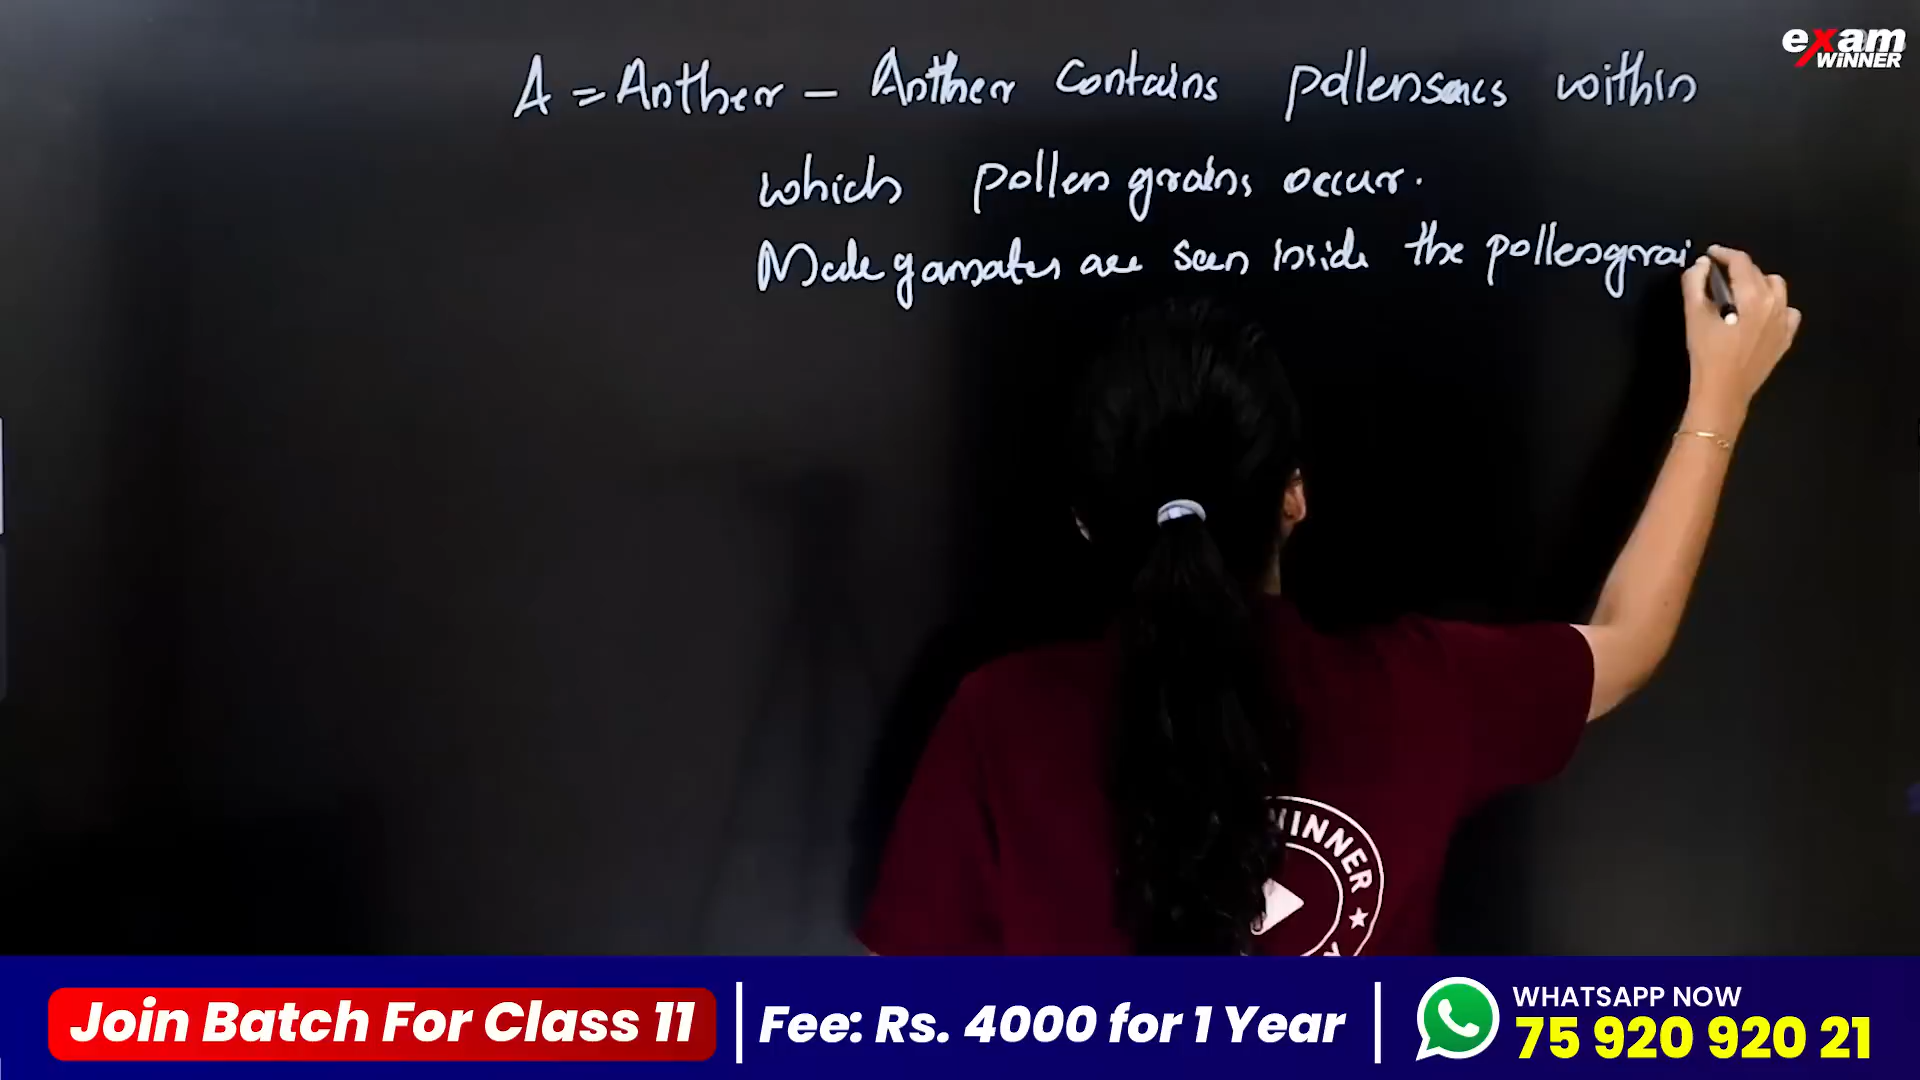 exam
WINNER
A = Anther - Anther contains pollensacs within
which pollen grains occur.
Male gamates are seen inside the pollengrai
WINNER
Join Batch For Class 11
Fee: Rs. 4000 for 1 Year
WHATSAPP NOW
75 920 920 21